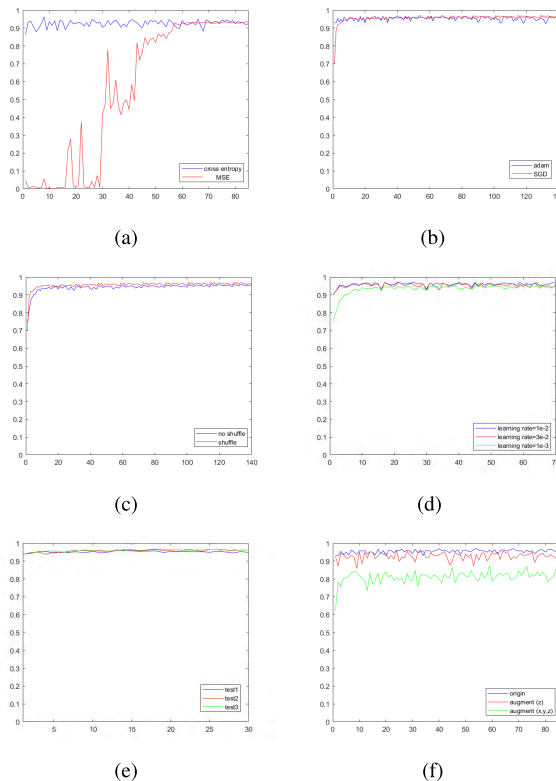 1
0.9
0.8
0.7
0.6
0.5
0.4
0.3
0.2
0.1
0
0 10 20 30 40 50 60 70 80
cross entropy
MSE
(a)
1
0.9
0.8
0.7
0.6
0.5
0.4
0.3
0.2
0.1
0
0 20 40 60 80 100 120 14
adam
SGD
(b)
1
0.9
0.8
0.7
0.6
0.5
0.4
0.3
0.2
0.1
0
0 20 40 60 80 100 120 140
no shuffle
shuffle
(c)
1
0.9
0.8
0.7
0.6
0.5
0.4
0.3
0.2
0.1
0
0 10 20 30 40 50 60 70
learning rate=1e-2
learning rate=3e-2
learning rate=1e-3
(d)
1
0.9
0.8
0.7
0.6
0.5
0.4
0.3
0.2
0.1
0
5 10 15 20 25 30
test1
test2
test3
(e)
1
0.9
0.8
0.7
0.6
0.5
0.4
0.3
0.2
0.1
0
0 10 20 30 40 50 60 70 80
origin
augment (z)
augment (x,y,z)
(f)